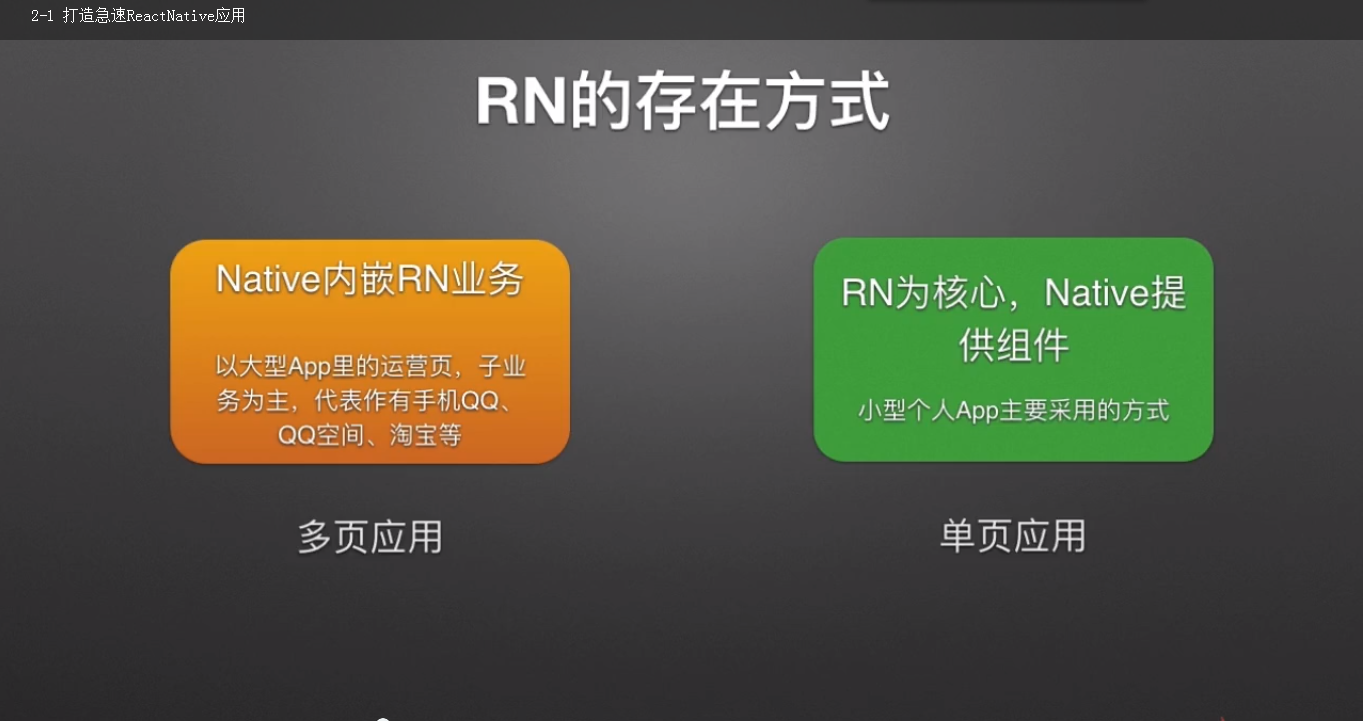 2-1 打造急速ReactNative应用
RN的存在方式
Native内嵌RN业务
以大型App里的运营页，子业
务为主，代表作有手机QQ、
QQ空间、淘宝等
多页应用
RN为核心，Native提
供组件
小型个人App主要采用的方式
单页应用